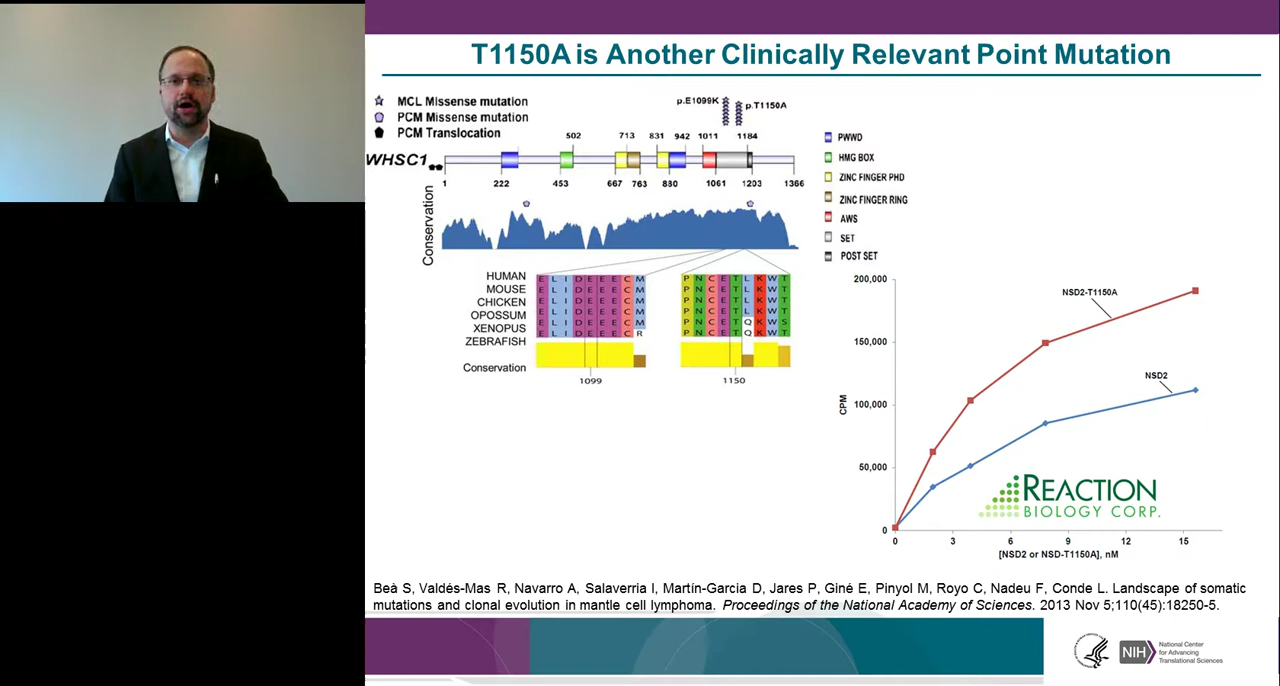 T1150A is Another Clinically Relevant Point Mutation
MCL Missense mutation
PCM Missense mutation
PCM Translocation
p.E1099K
p.T1150A
502 713 831 942 1011 1184
WHSC1
1 222 453 667 763 880 1061 1203 1366
PWWD
HMG BOX
ZINC FINGER PHD
ZINC FINGER RING
AWS
SET
POST SET
Conservation
HUMAN
MOUSE
CHICKEN
OPOSSUM
XENOPUS
ZEBRAFISH
E L I D E E E C M P N C E T L K W T
E L I D E E E C M P N C E T L K W T
E L I D E E E C M P N C E T L K W T
E L I D E E E C M P N C E T L K W T
E L I D E E E C M P N C E T Q K W S
E L I D E E E C R P N C E T Q K W T
Conservation
1099
1150
200,000
150,000
100,000
50,000
0
CPM
NSD2-T1150A
NSD2
REACTION
BIOLOGY CORP.
0 3 6 9 12 15
[NSD2 or NSD-T1150A], nM
Beà S, Valdés-Mas R, Navarro A, Salaverria I, Martín-Garcia D, Jares P, Giné E, Pinyol M, Royo C, Nadeu F, Conde L. Landscape of somatic
mutations and clonal evolution in mantle cell lymphoma. Proceedings of the National Academy of Sciences. 2013 Nov 5;110(45):18250-5.
NIH
National Center
for Advancing
Translational Sciences